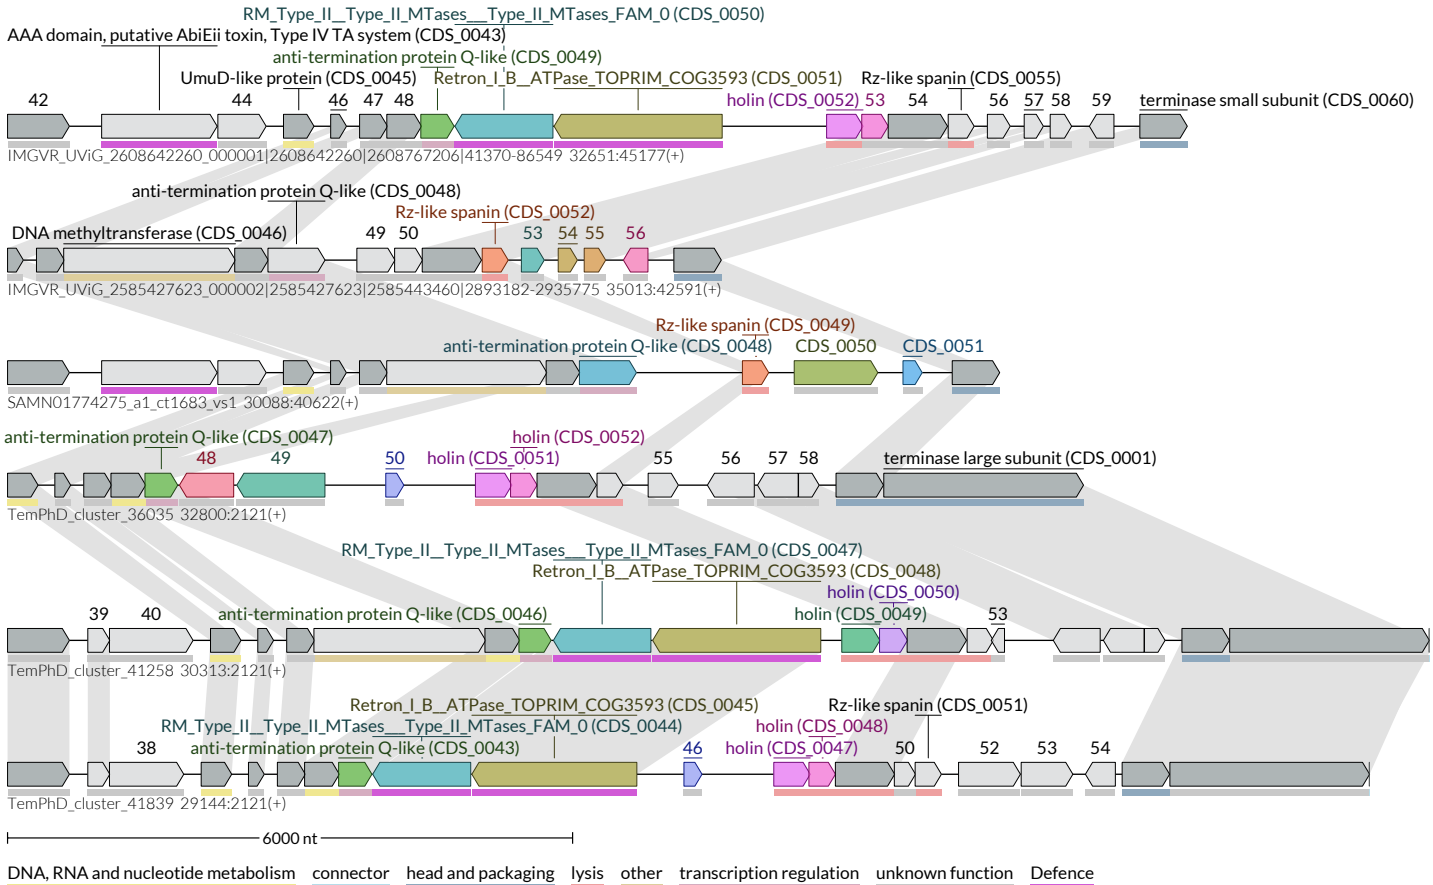 RM_Type_II__Type_II_MTases___Type_II_MTases_FAM_0 (CDS_0050)
AAA domain, putative AbiEii toxin, Type IV TA system (CDS_0043)
anti-termination protein Q-like (CDS_0049)
UmuD-like protein (CDS_0045) Retron_I_B__ATPase_TOPRIM_COG3593 (CDS_0051) Rz-like spanin (CDS_0055)
42 44 46 47 48 holin (CDS_0052) 53 54 56 57 58 59 terminase small subunit (CDS_0060)
IMGVR_UViG_2608642260_000001|2608642260|2608767206|41370-86549 32651:45177(+)
anti-termination protein Q-like (CDS_0048)
Rz-like spanin (CDS_0052)
DNA methyltransferase (CDS_0046) 49 50 53 54 55 56
IMGVR_UViG_2585427623_000002|2585427623|2585443460|2893182-2935775 35013:42591(+)
Rz-like spanin (CDS_0049)
anti-termination protein Q-like (CDS_0048) CDS_0050 CDS_0051
SAMN01774275_a1_ct1683_vs1 30088:40622(+)
anti-termination protein Q-like (CDS_0047) holin (CDS_0052)
48 49 50 holin (CDS_0051) 55 56 57 58 terminase large subunit (CDS_0001)
TemPhD_cluster_36035 32800:2121(+)
RM_Type_II__Type_II_MTases___Type_II_MTases_FAM_0 (CDS_0047)
Retron_I_B__ATPase_TOPRIM_COG3593 (CDS_0048)
holin (CDS_0050)
39 40 anti-termination protein Q-like (CDS_0046) holin (CDS_0049) 53
TemPhD_cluster_41258 30313:2121(+)
Retron_I_B__ATPase_TOPRIM_COG3593 (CDS_0045) Rz-like spanin (CDS_0051)
RM_Type_II__Type_II_MTases___Type_II_MTases_FAM_0 (CDS_0044) holin (CDS_0048)
38 anti-termination protein Q-like (CDS_0043) 46 holin (CDS_0047) 50 52 53 54
TemPhD_cluster_41839 29144:2121(+)
6000 nt
DNA, RNA and nucleotide metabolism connector head and packaging lysis other transcription regulation unknown function Defence